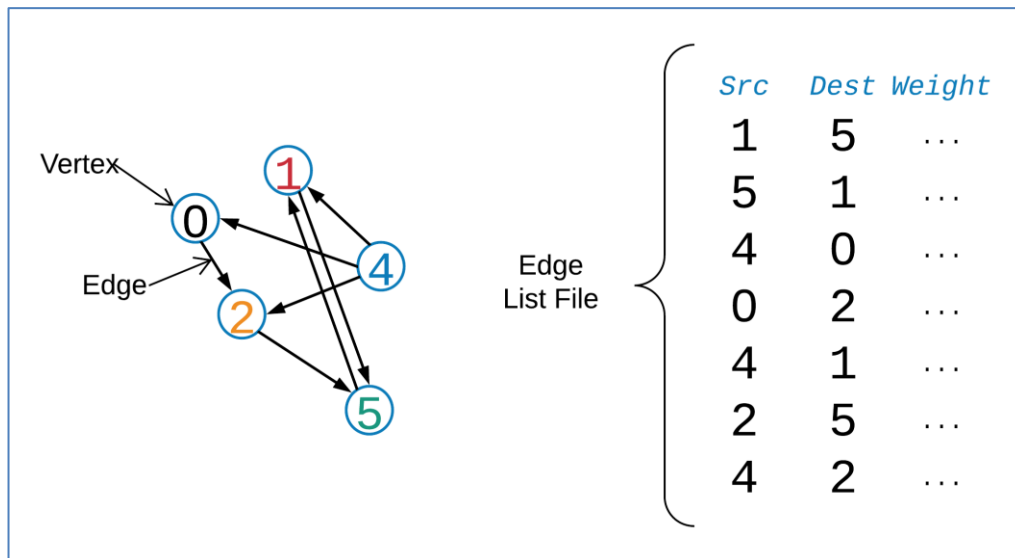 Vertex
Edge
0
1
4
2
5
Edge
List File
Src Dest Weight
1 5 ...
5 1 ...
4 0 ...
0 2 ...
4 1 ...
2 5 ...
4 2 ...